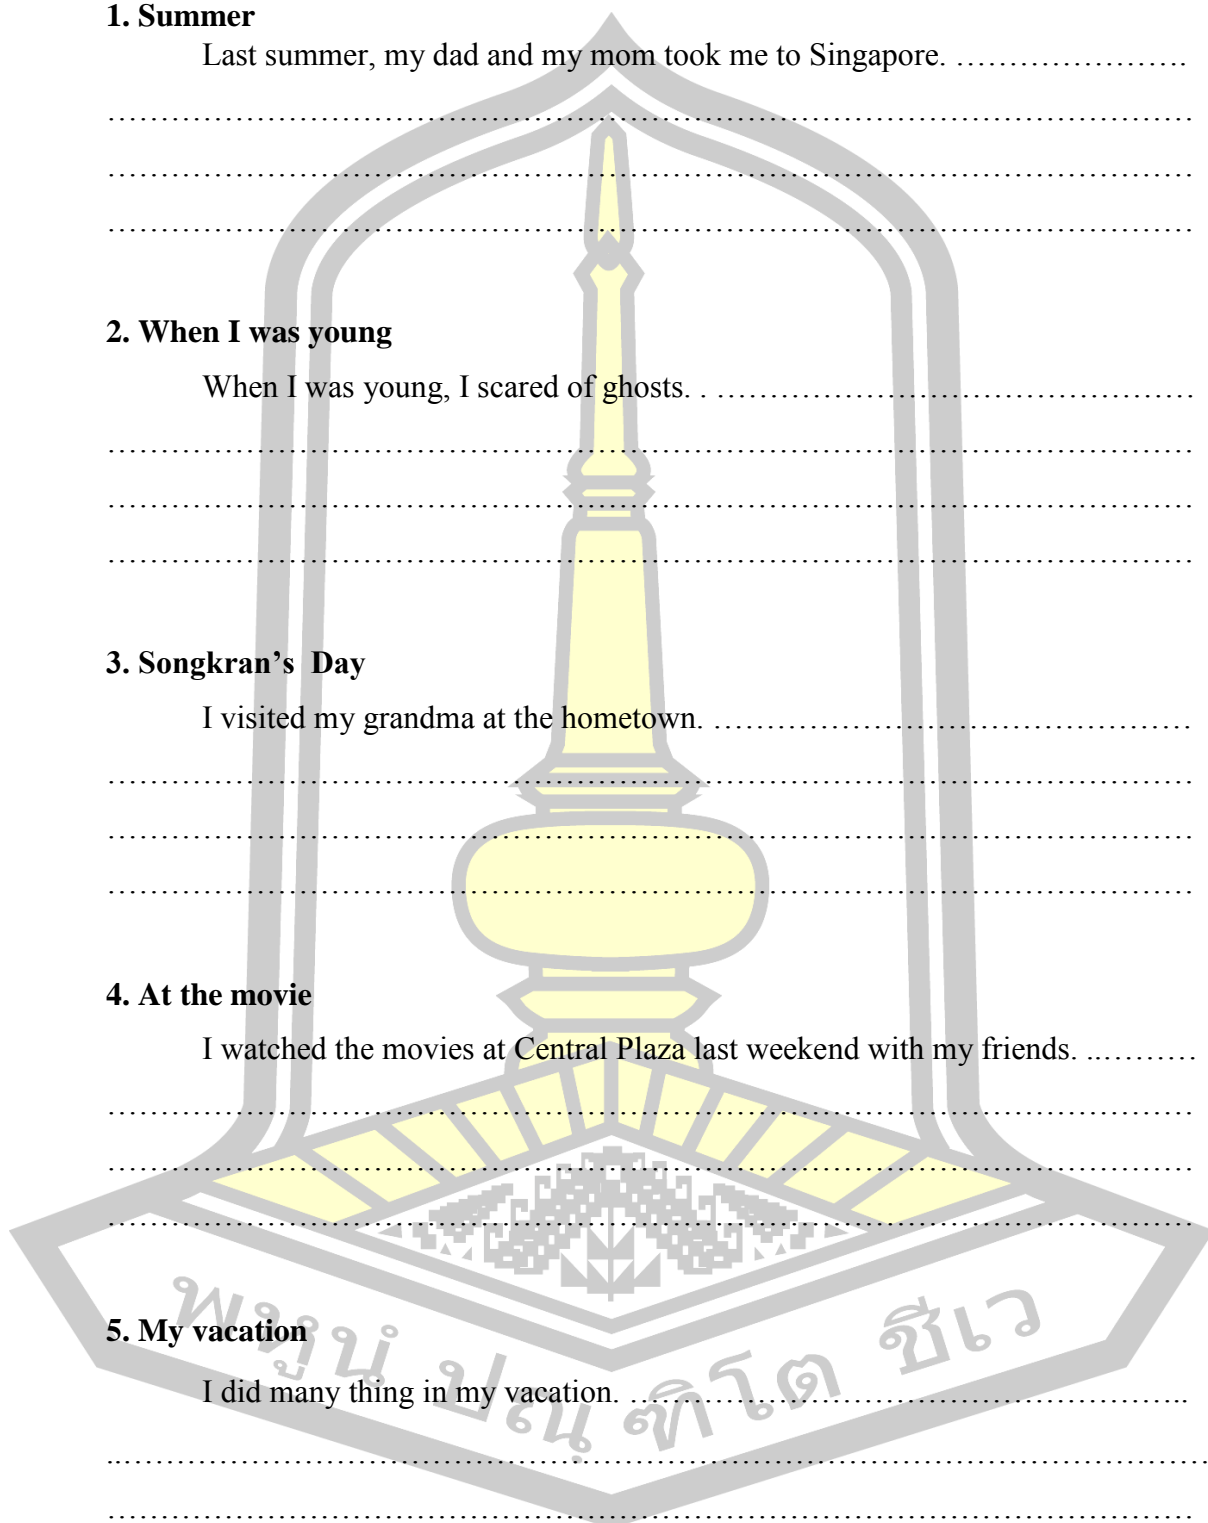 1. Summer
Last summer, my dad and my mom took me to Singapore. ………………….
……………………………………………………………………………………………
……………………………………………………………………………………………
……………………………………………………………………………………………
2. When I was young
When I was young, I scared of ghosts. . ………………………………………
……………………………………………………………………………………………
……………………………………………………………………………………………
……………………………………………………………………………………………
3. Songkran’s  Day
I visited my grandma at the hometown. ………………………………………
……………………………………………………………………………………………
……………………………………………………………………………………………
……………………………………………………………………………………………
4. At the movie
I watched the movies at Central Plaza last weekend with my friends. ..………
……………………………………………………………………………………………
……………………………………………………………………………………………
……………………………………………………………………………………………
5. My vacation
I did many thing in my vacation. ……………………………………………..
..…………………………………………………………………………………………
……………………………………………………………………………………………
พหูนํ ปณฺฑิโต ชีเว